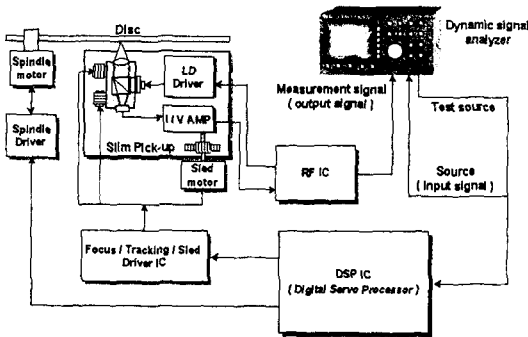 Disc
Dynamic signal
analyzer
Spindle
motor
LD
Driver
Measurement signal
( output signal )
Test source
Spindle
Driver
I / V AMP
Slim Pick-up
Sled
motor
RF IC
Source
( input signal )
Focus / Tracking / Sled
Driver IC
DSP IC
( Digital Servo Processor )